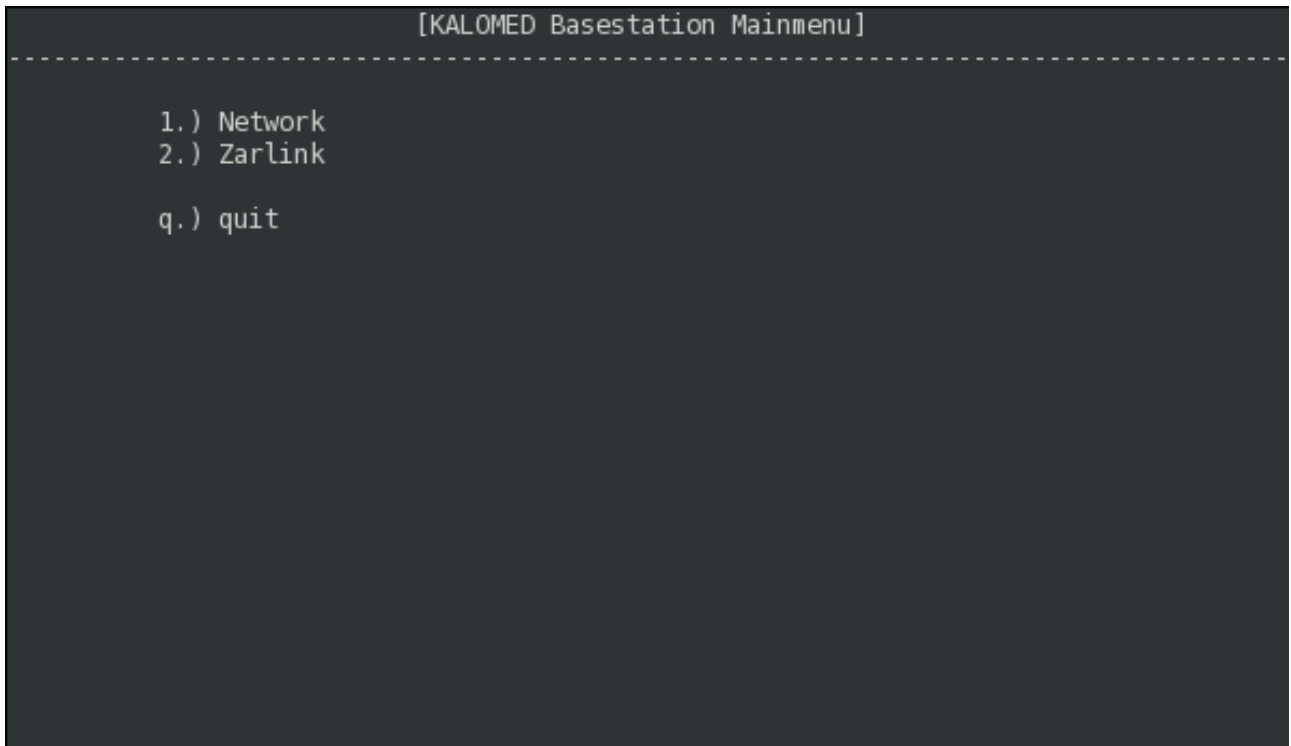 [KALOMED Basestation Mainmenu]
1.) Network
2.) Zarlink
q.) quit